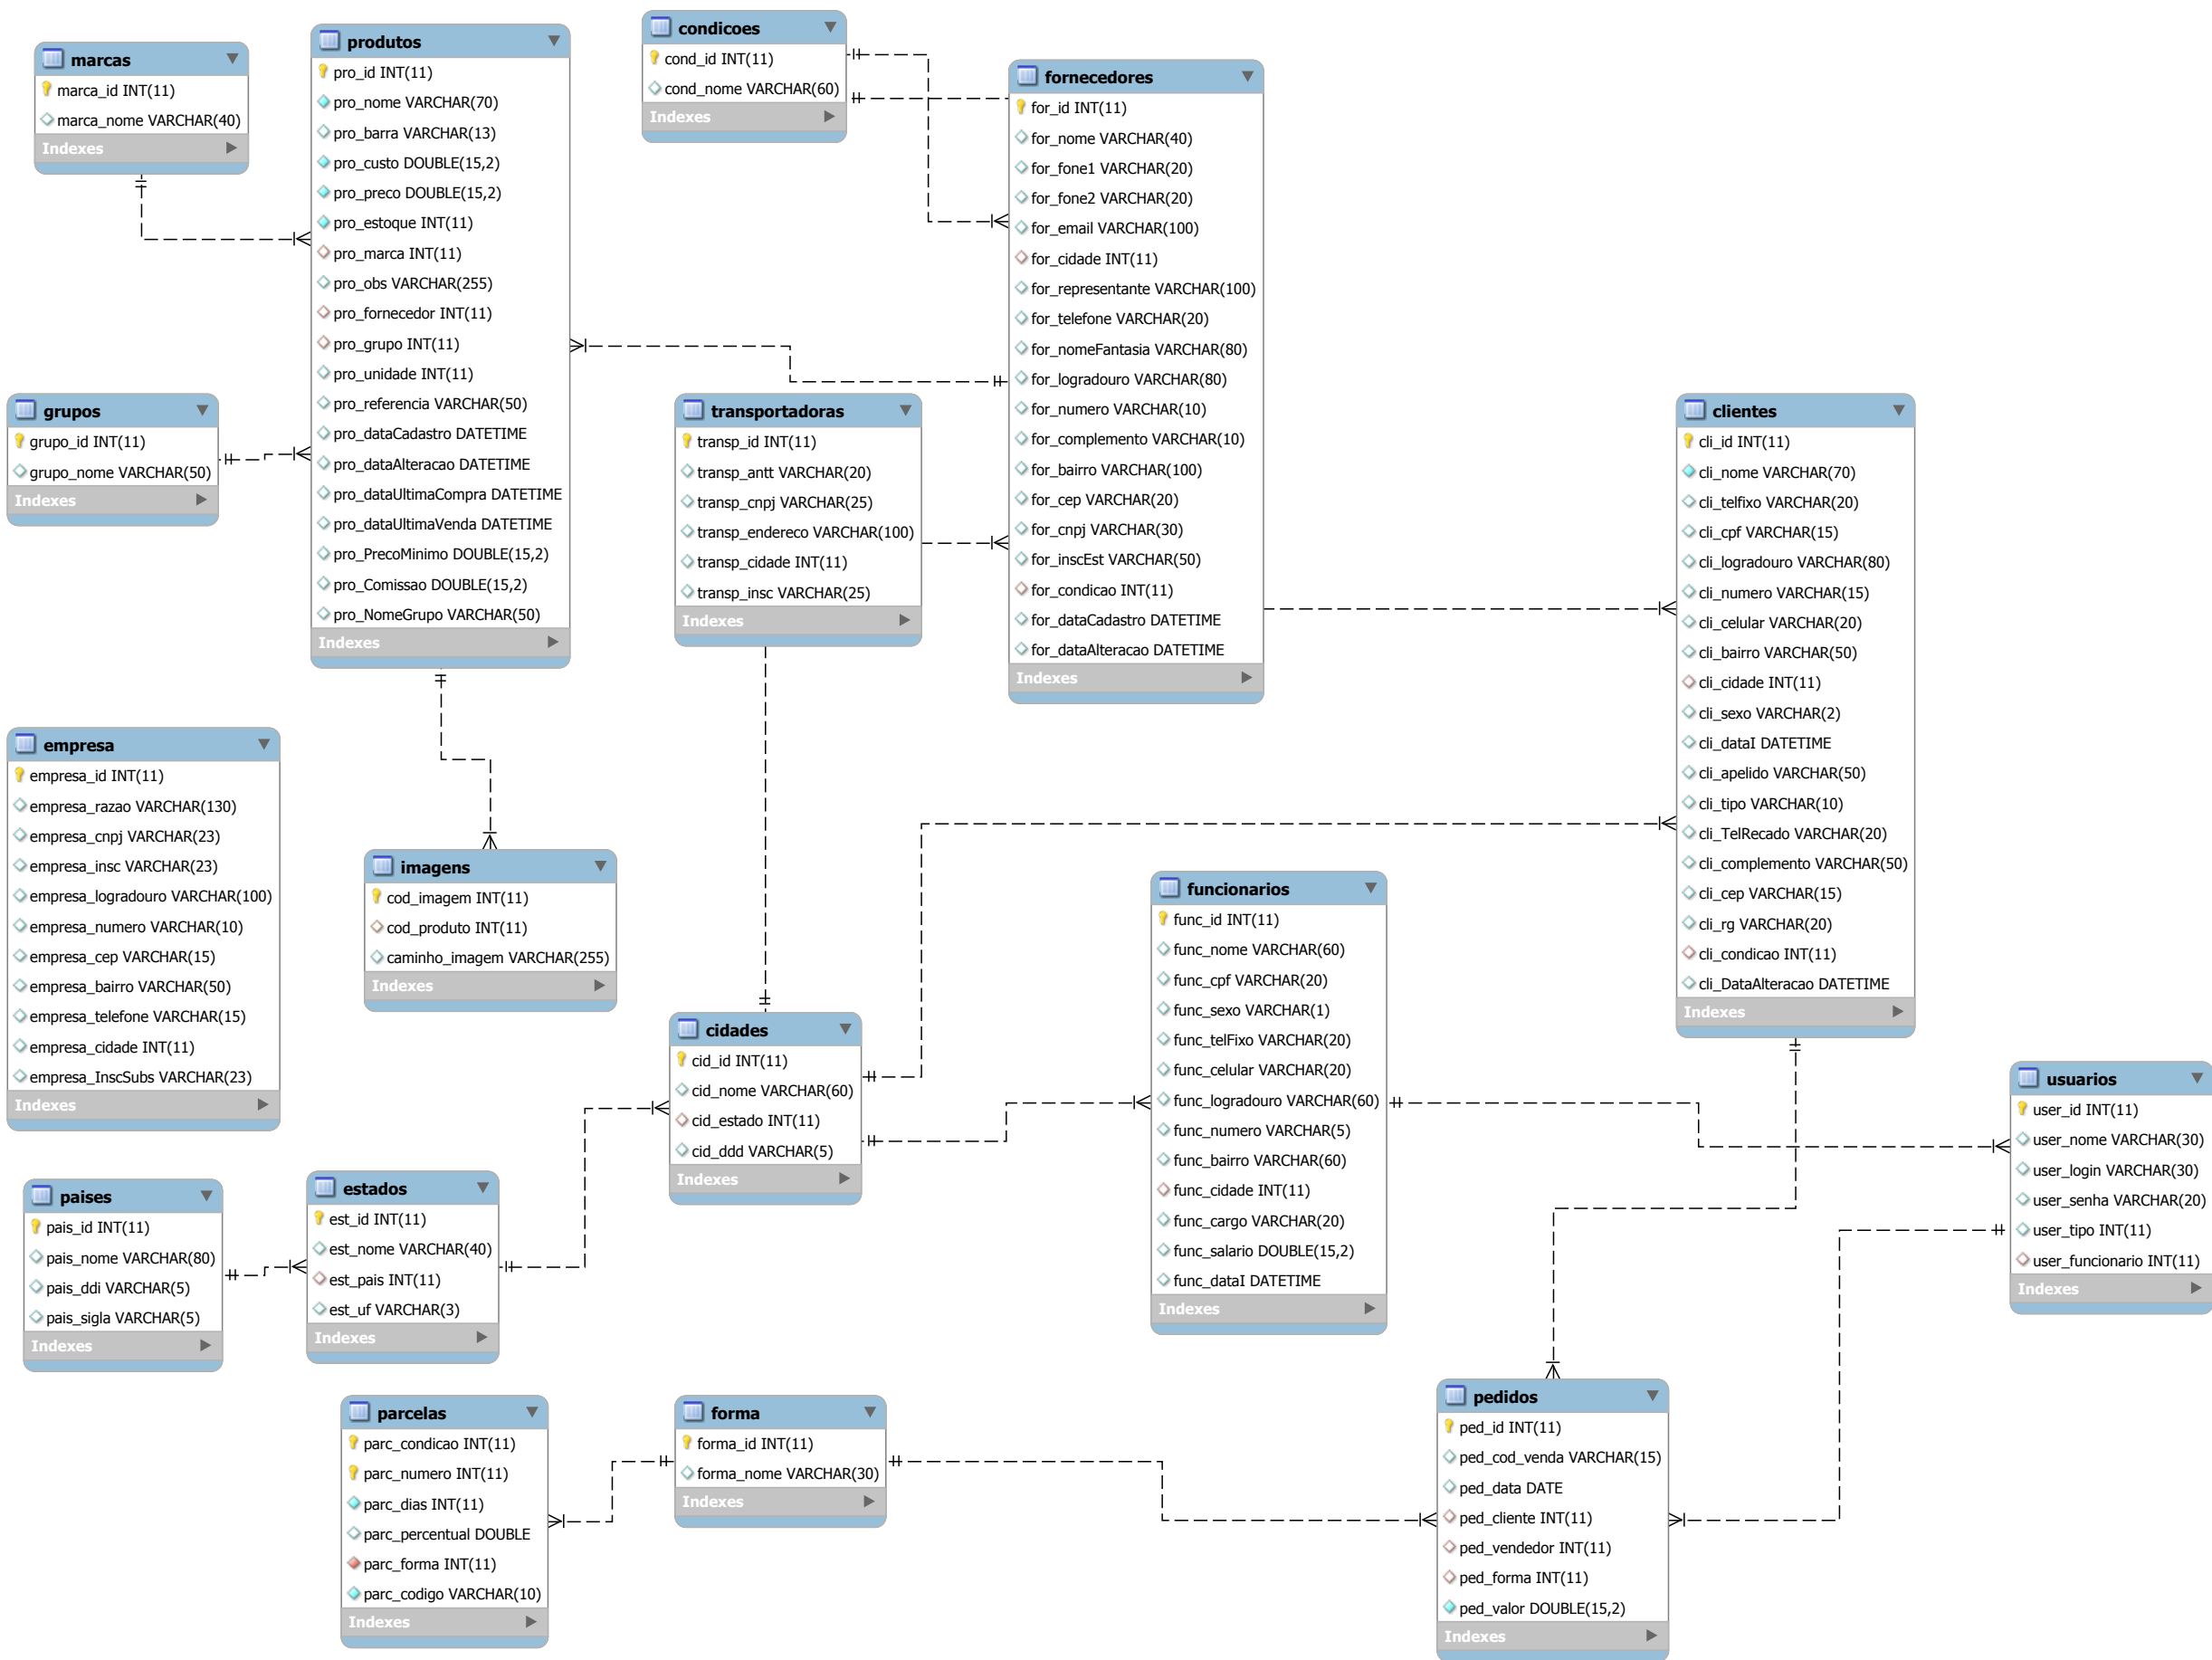 marcas
marca_id INT(11)
marca_nome VARCHAR(40)
Indexes
produtos
pro_id INT(11)
pro_nome VARCHAR(70)
pro_barra VARCHAR(13)
pro_custo DOUBLE(15,2)
pro_preco DOUBLE(15,2)
pro_estoque INT(11)
pro_marca INT(11)
pro_obs VARCHAR(255)
pro_fornecedor INT(11)
pro_grupo INT(11)
pro_unidade INT(11)
pro_referencia VARCHAR(50)
pro_dataCadastro DATETIME
pro_dataAlteracao DATETIME
pro_dataUltimaCompra DATETIME
pro_dataUltimaVenda DATETIME
pro_PrecoMinimo DOUBLE(15,2)
pro_Comissao DOUBLE(15,2)
pro_NomeGrupo VARCHAR(50)
Indexes
condicoes
cond_id INT(11)
cond_nome VARCHAR(60)
Indexes
fornecedores
for_id INT(11)
for_nome VARCHAR(40)
for_fone1 VARCHAR(20)
for_fone2 VARCHAR(20)
for_email VARCHAR(100)
for_cidade INT(11)
for_representante VARCHAR(100)
for_telefone VARCHAR(20)
for_nomeFantasia VARCHAR(80)
for_logradouro VARCHAR(80)
for_numero VARCHAR(10)
for_complemento VARCHAR(10)
for_bairro VARCHAR(100)
for_cep VARCHAR(20)
for_cnpj VARCHAR(30)
for_inscEst VARCHAR(50)
for_condicao INT(11)
for_dataCadastro DATETIME
for_dataAlteracao DATETIME
Indexes
grupos
grupo_id INT(11)
grupo_nome VARCHAR(50)
Indexes
transportadoras
transp_id INT(11)
transp_antt VARCHAR(20)
transp_cnpj VARCHAR(25)
transp_endereco VARCHAR(100)
transp_cidade INT(11)
transp_insc VARCHAR(25)
Indexes
clientes
cli_id INT(11)
cli_nome VARCHAR(70)
cli_telfixo VARCHAR(20)
cli_cpf VARCHAR(15)
cli_logradouro VARCHAR(80)
cli_numero VARCHAR(15)
cli_celular VARCHAR(20)
cli_bairro VARCHAR(50)
cli_cidade INT(11)
cli_sexo VARCHAR(2)
cli_dataI DATETIME
cli_apelido VARCHAR(50)
cli_tipo VARCHAR(10)
cli_TelRecado VARCHAR(20)
cli_complemento VARCHAR(50)
cli_cep VARCHAR(15)
cli_rg VARCHAR(20)
cli_condicao INT(11)
cli_DataAlteracao DATETIME
Indexes
empresa
empresa_id INT(11)
empresa_razao VARCHAR(130)
empresa_cnpj VARCHAR(23)
empresa_insc VARCHAR(23)
empresa_logradouro VARCHAR(100)
empresa_numero VARCHAR(10)
empresa_cep VARCHAR(15)
empresa_bairro VARCHAR(50)
empresa_telefone VARCHAR(15)
empresa_cidade INT(11)
empresa_InscSubs VARCHAR(23)
Indexes
imagens
cod_imagem INT(11)
cod_produto INT(11)
caminho_imagem VARCHAR(255)
Indexes
funcionarios
func_id INT(11)
func_nome VARCHAR(60)
func_cpf VARCHAR(20)
func_sexo VARCHAR(1)
func_telFixo VARCHAR(20)
func_celular VARCHAR(20)
func_logradouro VARCHAR(60)
func_numero VARCHAR(5)
func_bairro VARCHAR(60)
func_cidade INT(11)
func_cargo VARCHAR(20)
func_salario DOUBLE(15,2)
func_dataI DATETIME
Indexes
cidades
cid_id INT(11)
cid_nome VARCHAR(60)
cid_estado INT(11)
cid_ddd VARCHAR(5)
Indexes
usuarios
user_id INT(11)
user_nome VARCHAR(30)
user_login VARCHAR(30)
user_senha VARCHAR(20)
user_tipo INT(11)
user_funcionario INT(11)
Indexes
paises
pais_id INT(11)
pais_nome VARCHAR(80)
pais_ddi VARCHAR(5)
pais_sigla VARCHAR(5)
Indexes
estados
est_id INT(11)
est_nome VARCHAR(40)
est_pais INT(11)
est_uf VARCHAR(3)
Indexes
parcelas
parc_condicao INT(11)
parc_numero INT(11)
parc_dias INT(11)
parc_percentual DOUBLE
parc_forma INT(11)
parc_codigo VARCHAR(10)
Indexes
forma
forma_id INT(11)
forma_nome VARCHAR(30)
Indexes
pedidos
ped_id INT(11)
ped_cod_venda VARCHAR(15)
ped_data DATE
ped_cliente INT(11)
ped_vendedor INT(11)
ped_forma INT(11)
ped_valor DOUBLE(15,2)
Indexes